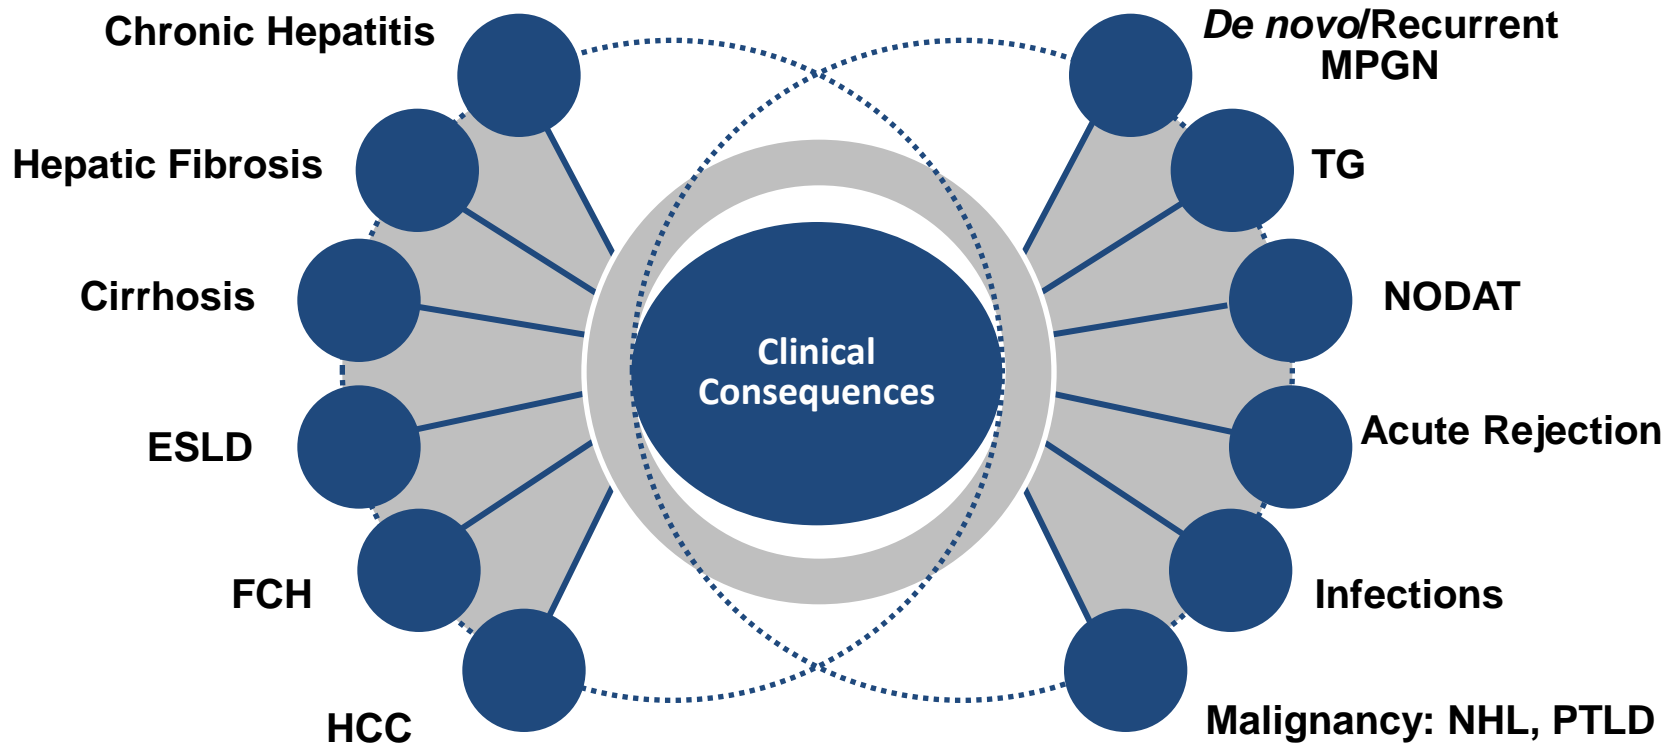 Chronic Hepatitis
Hepatic Fibrosis
Cirrhosis
ESLD
FCH
HCC
Clinical
Consequences
De novo/Recurrent
MPGN
TG
NODAT
Acute Rejection
Infections
Malignancy: NHL, PTLD